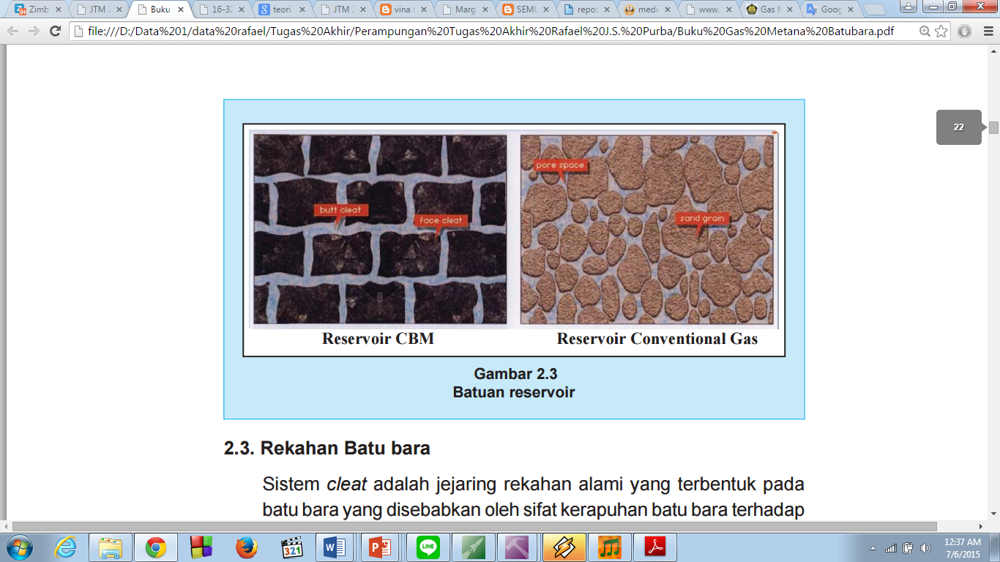 Zimb
JTM 2
Buku
16-32
teori
JTM 2
vina
Marg
SEMU
repos
medi
www.
Gas M
Goog
file:///D:/Data%201/data%20rafael/Tugas%20Akhir/Perampungan%20Tugas%20Akhir%20Rafael%20J.S.%20Purba/Buku%20Gas%20Metana%20Batubara.pdf
22
butt cleat
face cleat
pore space
sand grain
Reservoir CBM
Reservoir Conventional Gas
Gambar 2.3
Batuan reservoir
2.3. Rekahan Batu bara
Sistem cleat adalah jejaring rekahan alami yang terbentuk pada
batu bara yang disebabkan oleh sifat kerapuhan batu bara terhadap
321
LINE
12:37 AM
7/6/2015